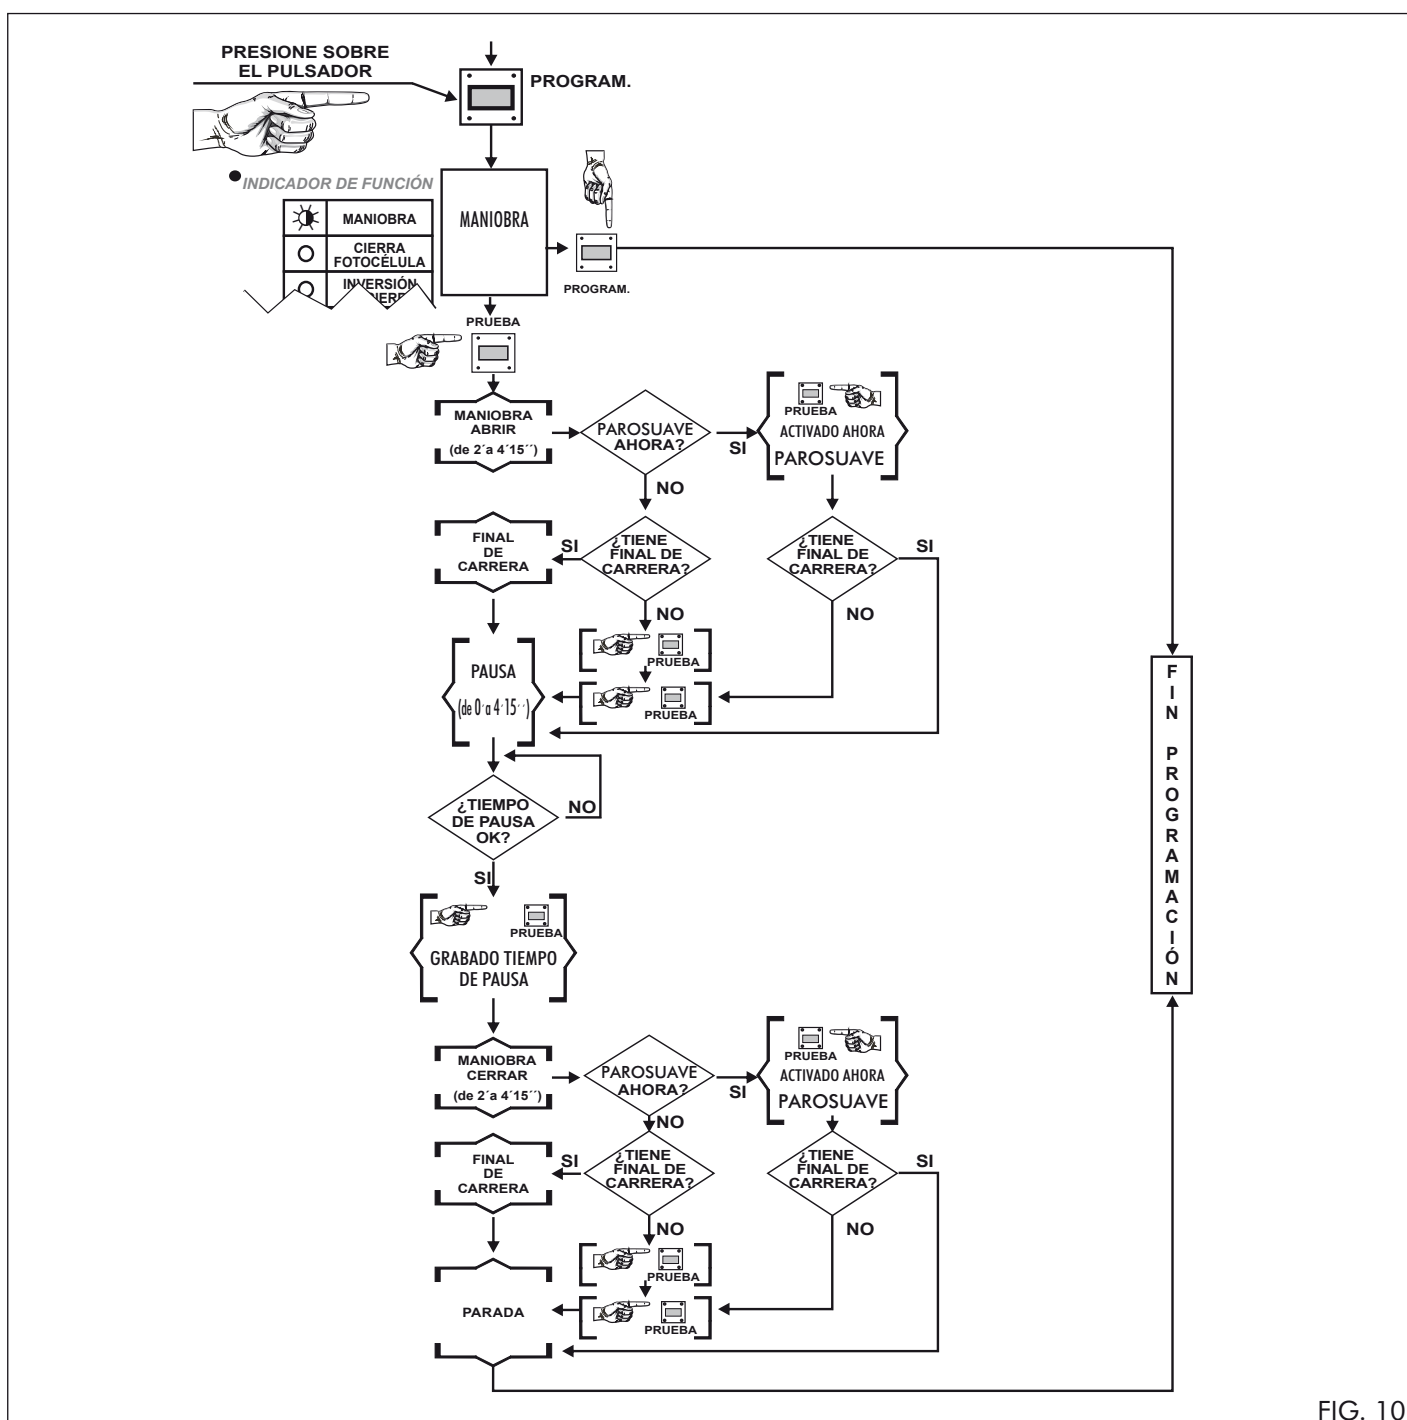 PRESIONE SOBRE
EL PULSADOR
PROGRAM.
INDICADOR DE FUNCIÓN
MANIOBRA
CIERRA
FOTOCÉLULA
INVERSIÓN
MANIOBRA
PROGRAM.
PRUEBA
MANIOBRA
ABRIR
(de 2´a 4´15´´)
PAROSUAVE
AHORA?
SI
PRUEBA
ACTIVADO AHORA
PAROSUAVE
NO
FINAL
DE
CARRERA
SI
¿TIENE
FINAL DE
CARRERA?
¿TIENE
FINAL DE
CARRERA?
SI
NO
NO
PRUEBA
PRUEBA
PAUSA
(de 0´a 4´15´´)
¿TIEMPO
DE PAUSA
OK?
NO
SI
PRUEBA
GRABADO TIEMPO
DE PAUSA
MANIOBRA
CERRAR
(de 2´a 4´15´´)
PAROSUAVE
AHORA?
SI
PRUEBA
ACTIVADO AHORA
PAROSUAVE
NO
FINAL
DE
CARRERA
SI
¿TIENE
FINAL DE
CARRERA?
¿TIENE
FINAL DE
CARRERA?
SI
NO
NO
PRUEBA
PRUEBA
PARADA
FIN PROGRAMACIÓN
FIG. 10